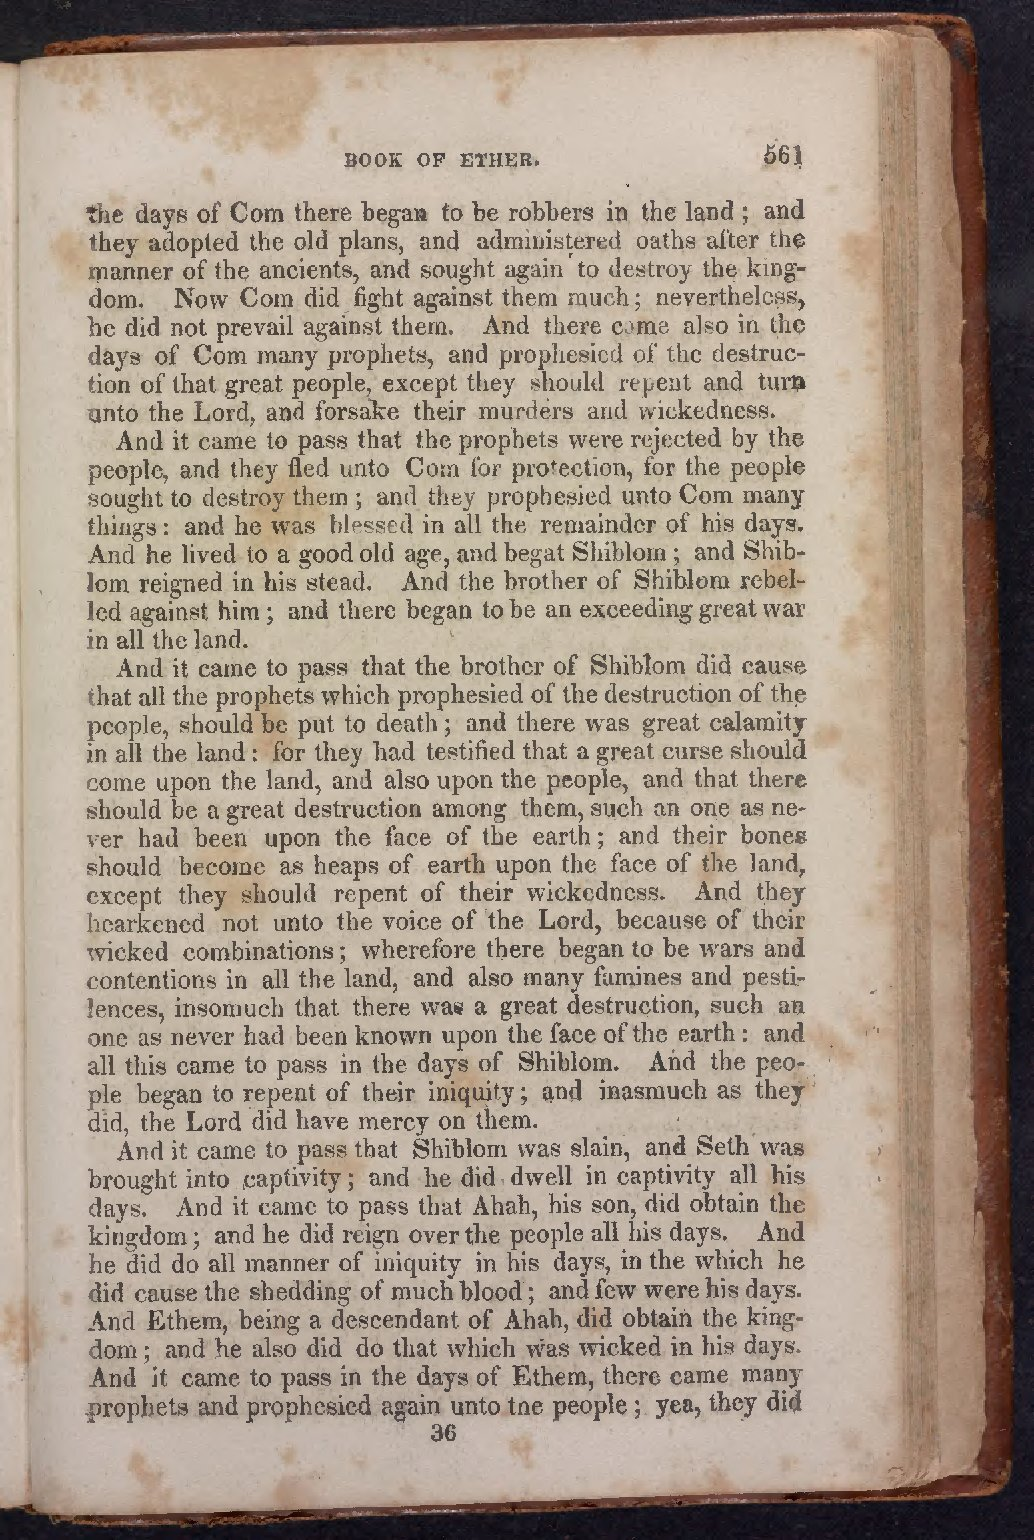 BOOK OF ETHER. 561
the days of Com there began to be robbers in the land; and
they adopted the old plans, and administered oaths after the
manner of the ancients, and sought again to destroy the king-
dom. Now Com did fight against them much; nevertheless,
he did not prevail against them. And there came also in the
days of Com many prophets, and prophesied of the destruc-
tion of that great people, except they should repent and turn
unto the Lord, and forsake their murders and wickedness.
And it came to pass that the prophets were rejected by the
people, and they fled unto Com for protection, for the people
sought to destroy them; and they prophesied unto Com many
things: and he was blessed in all the remainder of his days.
And he lived to a good old age, and begat Shiblom; and Shib-
lom reigned in his stead. And the brother of Shiblom rebel-
led against him; and there began to be an exceeding great war
in all the land.
And it came to pass that the brother of Shiblom did cause
that all the prophets which prophesied of the destruction of the
people, should be put to death; and there was great calamity
in all the land: for they had testified that a great curse should
come upon the land, and also upon the people, and that there
should be a great destruction among them, such an one as ne-
ver had been upon the face of the earth; and their bones
should become as heaps of earth upon the face of the land,
except they should repent of their wickedness. And they
hearkened not unto the voice of the Lord, because of their
wicked combinations; wherefore there began to be wars and
contentions in all the land, and also many famines and pesti-
lences, insomuch that there was a great destruction, such an
one as never had been known upon the face of the earth: and
all this came to pass in the days of Shiblom. And the peo-
ple began to repent of their iniquity; and inasmuch as they
did, the Lord did have mercy on them.
And it came to pass that Shiblom was slain, and Seth was
brought into captivity; and he did dwell in captivity all his
days. And it came to pass that Ahah, his son, did obtain the
kingdom; and he did reign over the people all his days. And
he did do all manner of iniquity in his days, in the which he
did cause the shedding of much blood; and few were his days.
And Ethem, being a descendant of Ahah, did obtain the king-
dom; and he also did do that which was wicked in his days.
And it came to pass in the days of Ethem, there came many
prophets and prophesied again unto tne people; yea, they did
36